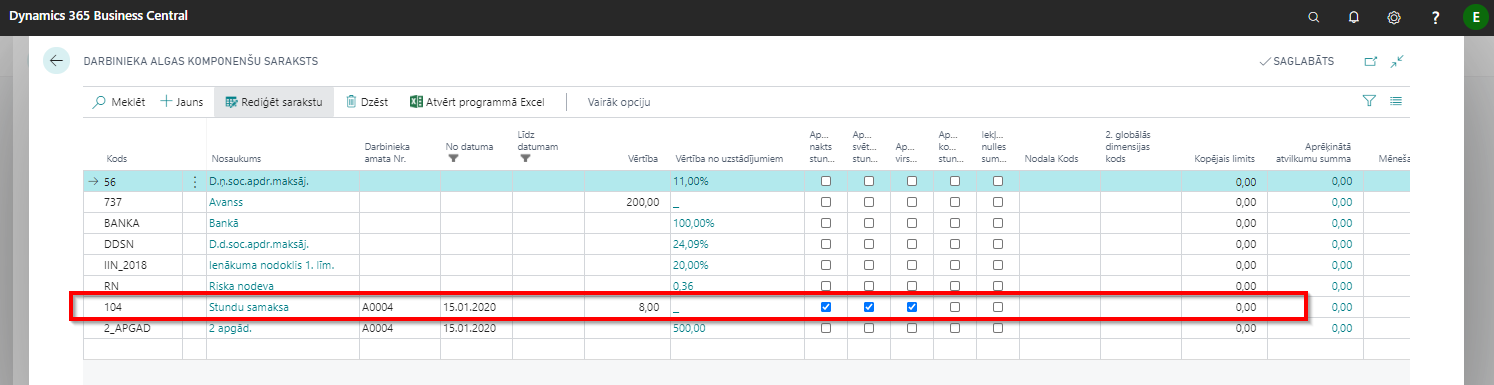 Dynamics 365 Business Central
?
E
DARBINIEKA ALGAS KOMPONENŠU SARAKSTS
SAGLABĀTS
Meklēt
Jauns
Rediģēt sarakstu
Dzēst
Atvērt programmā Excel
Vairāk opciju
Kods
Nosaukums
Darbinieka
amata Nr.
No datuma
Līdz
datumam
Vērtība
Vērtība no uzstādījumiem
Ap...
nakts
stun...
Ap...
svēt...
stun...
Ap...
virs...
Ap...
ko...
stun...
Iekļ...
nulles
sum...
Nodaļa Kods
2. globālās
dimensijas
kods
Kopējais limits
Aprēķinātā
atvilkumu summa
Mēneša
56 D.ņ.soc.apdr.maksāj. 11,00% 0,00 0,00
737 Avanss 200,00 _ 0,00 0,00
BANKA Bankā 100,00% 0,00 0,00
DDSN D.d.soc.apdr.maksāj. 24,09% 0,00 0,00
IIN_2018 Ienākuma nodoklis 1. līm. 20,00% 0,00 0,00
RN Riska nodeva 0,36 0,00 0,00
104 Stundu samaksa A0004 15.01.2020 8,00 _ 0,00 0,00
2_APGAD 2 apgād. A0004 15.01.2020 500,00 0,00 0,00